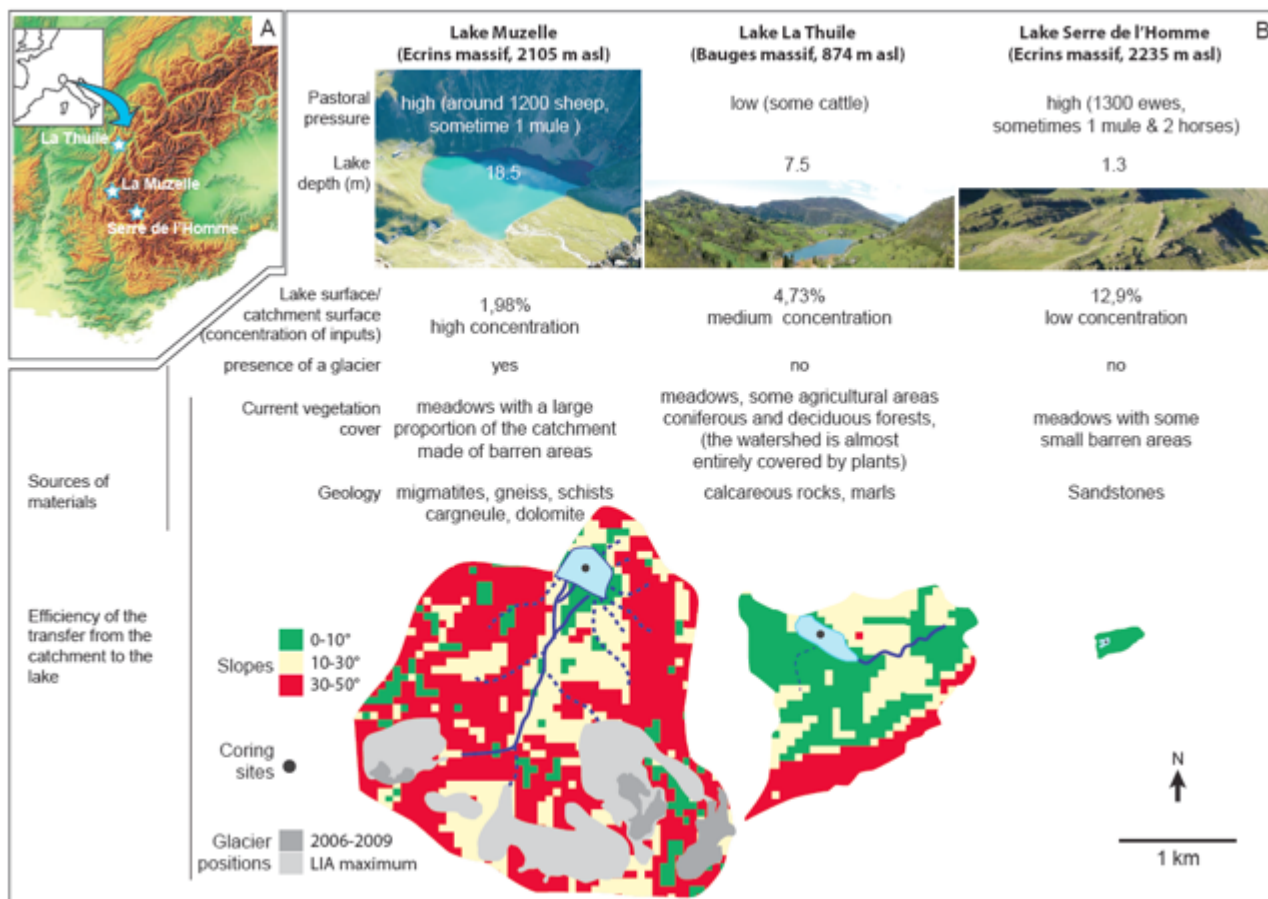 A
La Thuile
La Muzelle
Serre de l'Homme
B
Lake Muzelle
(Ecrins massif, 2105 m asl)
Lake La Thuile
(Bauges massif, 874 m asl)
Lake Serre de l'Homme
(Ecrins massif, 2235 m asl)
Pastoral
pressure
high (around 1200 sheep,
sometime 1 mule )
low (some cattle)
high (1300 ewes,
sometimes 1 mule & 2 horses)
Lake
depth (m)
18.5
7.5
1.3
Lake surface/
catchment surface
(concentration of inputs)
1,98%
high concentration
4,73%
medium concentration
12,9%
low concentration
presence of a glacier
yes
no
no
Current vegetation
cover
meadows with a large
proportion of the catchment
made of barren areas
meadows, some agricultural areas
coniferous and deciduous forests,
(the watershed is almost
entirely covered by plants)
meadows with some
small barren areas
Sources of
materials
Geology
migmatites, gneiss, schists
cargneule, dolomite
calcareous rocks, marls
Sandstones
Efficiency of the
transfer from the
catchment to the
lake
Slopes
0-10°
10-30°
30-50°
Coring
sites
Glacier
positions
2006-2009
LIA maximum
N
1 km